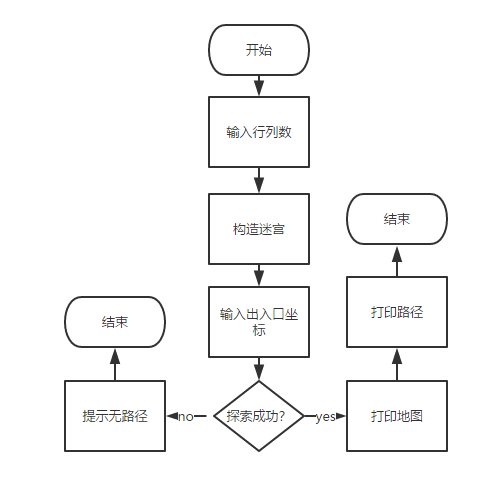 开始
输入行列数
构造迷宫
输入出入口坐
标
探索成功?
no
提示无路径
结束
yes
打印地图
打印路径
结束